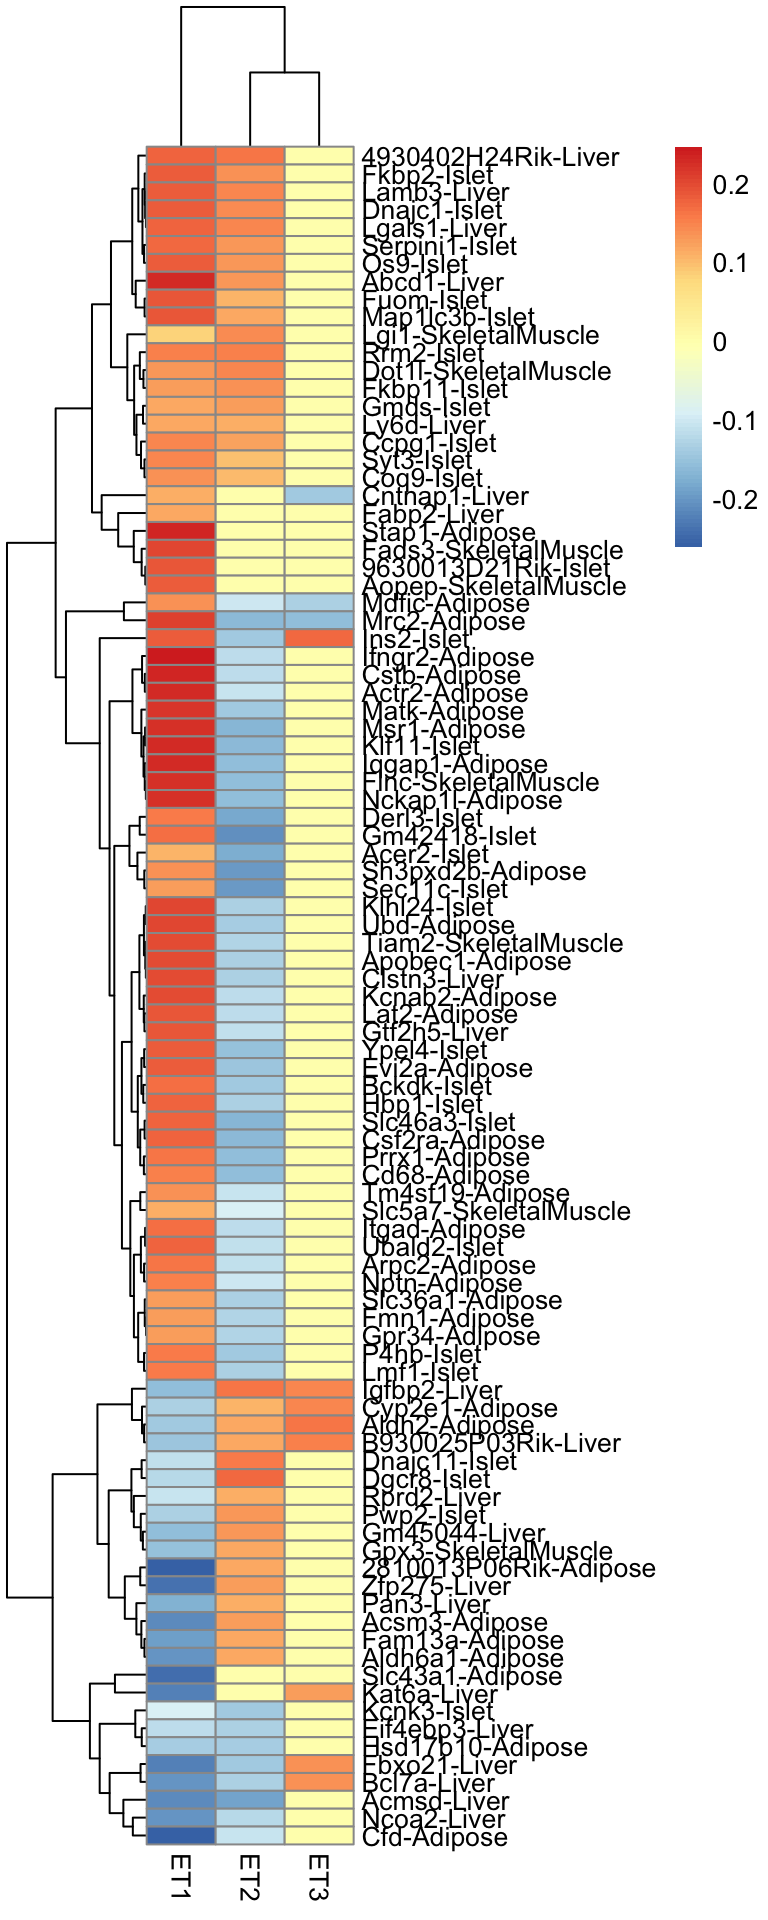 4930402H24Rik-Liver
Fkbp2-Islet
Lamb3-Liver
Dnajc1-Islet
Lgals1-Liver
Serpini1-Islet
Os9-Islet
Abcd1-Liver
Fuom-Islet
Map1lc3b-Islet
Lgi1-SkeletalMuscle
Rrm2-Islet
Dot1l-SkeletalMuscle
Fkbp11-Islet
Gmds-Islet
Ly6d-Liver
Ccpg1-Islet
Syt3-Islet
Coq9-Islet
Cntnap1-Liver
Fabp2-Liver
Stap1-Adipose
Fads3-SkeletalMuscle
9630013D21Rik-Islet
Aopep-SkeletalMuscle
Mdfic-Adipose
Mrc2-Adipose
Ins2-Islet
Ifngr2-Adipose
Cstb-Adipose
Actr2-Adipose
Matk-Adipose
Msr1-Adipose
Klf11-Islet
Iqgap1-Adipose
Flnc-SkeletalMuscle
Nckap1l-Adipose
Derl3-Islet
Gm42418-Islet
Acer2-Islet
Sh3pxd2b-Adipose
Sec11c-Islet
Klhl24-Islet
Ubd-Adipose
Tiam2-SkeletalMuscle
Apobec1-Adipose
Clstn3-Liver
Kcnab2-Adipose
Lat2-Adipose
Gtf2h5-Liver
Ypel4-Islet
Evi2a-Adipose
Bckdk-Islet
Hbp1-Islet
Slc46a3-Islet
Csf2ra-Adipose
Prrx1-Adipose
Cd68-Adipose
Tm4sf19-Adipose
Slc5a7-SkeletalMuscle
Itgad-Adipose
Ubald2-Islet
Arpc2-Adipose
Nptn-Adipose
Slc36a1-Adipose
Fmn1-Adipose
Gpr34-Adipose
P4hb-Islet
Lmf1-Islet
Igfbp2-Liver
Cyp2e1-Adipose
Aldh2-Adipose
B930025P03Rik-Liver
Dnajc11-Islet
Dgcr8-Islet
Rprd2-Liver
Pwp2-Islet
Gm45044-Liver
Gpx3-SkeletalMuscle
2810013P06Rik-Adipose
Zfp275-Liver
Pan3-Liver
Acsm3-Adipose
Fam13a-Adipose
Aldh6a1-Adipose
Slc43a1-Adipose
Kat6a-Liver
Kcnk3-Islet
Eif4ebp3-Liver
Hsd17b10-Adipose
Fbxo21-Liver
Bcl7a-Liver
Acmsd-Liver
Ncoa2-Liver
Cfd-Adipose
ET1
ET2
ET3
0.2
0.1
0
-0.1
-0.2